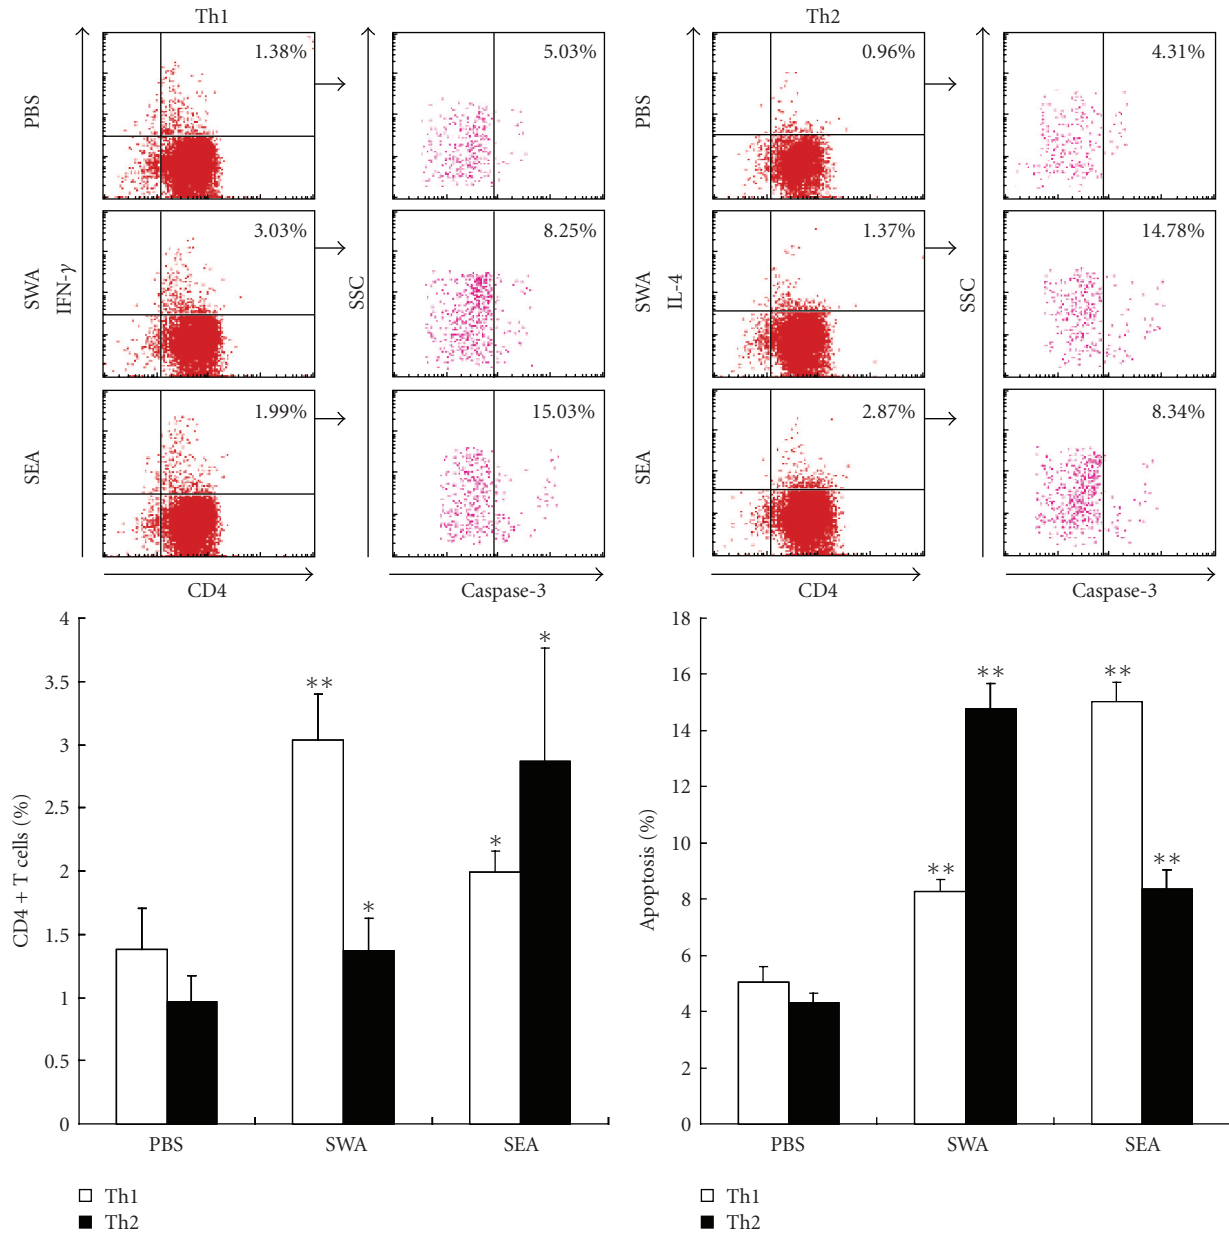 Th1
Th2
PBS
IFN-γ
SWA
SEA
1.38%
3.03%
1.99%
CD4
SSC
5.03%
8.25%
15.03%
Caspase-3
PBS
SWA
IL-4
SEA
0.96%
1.37%
2.87%
CD4
SSC
4.31%
14.78%
8.34%
Caspase-3
CD4 + T cells (%)
4
3.5
3
2.5
2
1.5
1
0.5
0
**
*
*
*
PBS
SWA
SEA
Th1
Th2
Apoptosis (%)
18
16
14
12
10
8
6
4
2
0
**
**
**
**
PBS
SWA
SEA
Th1
Th2